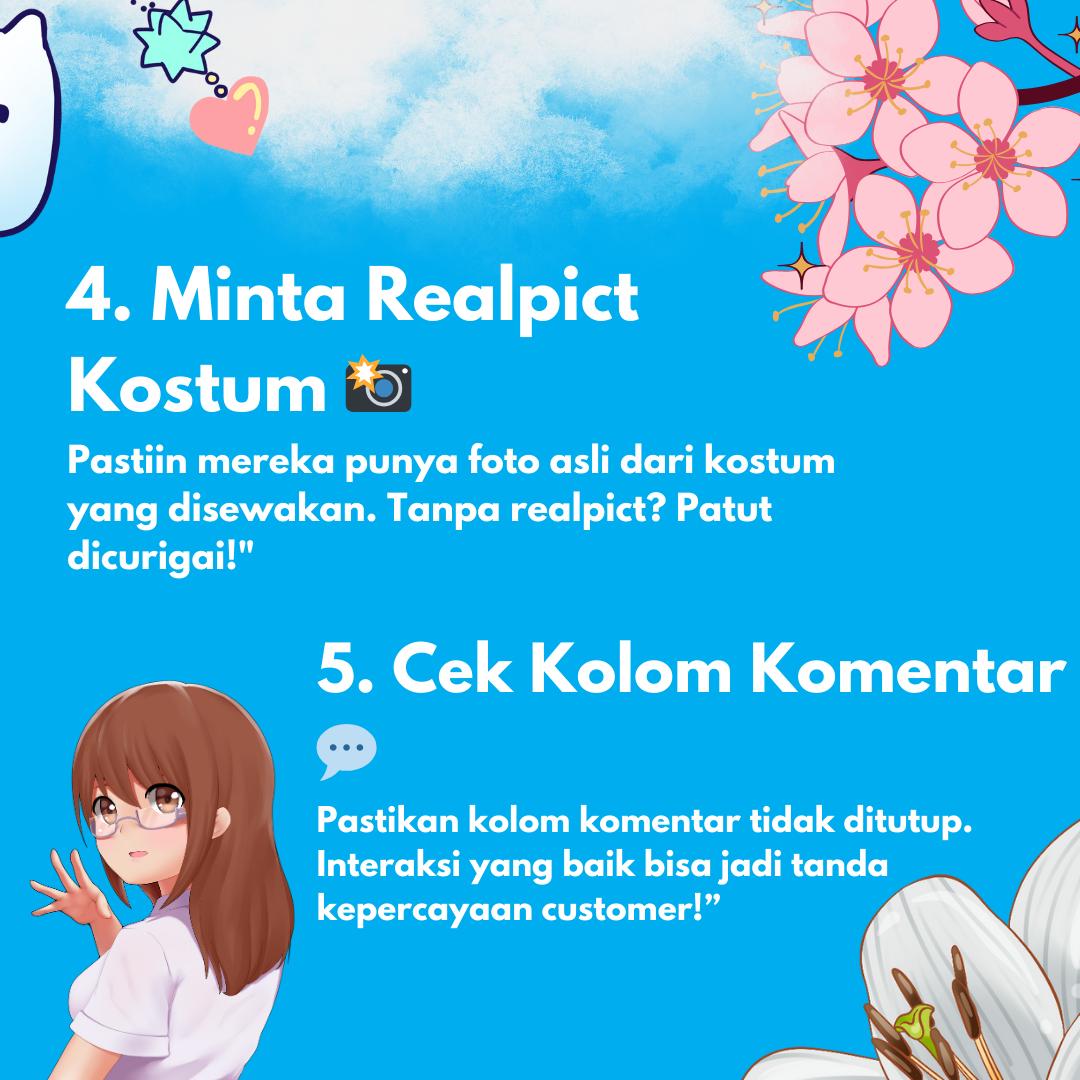 4. Minta Realpict
Kostum 📸
Pastiin mereka punya foto asli dari kostum
yang disewakan. Tanpa realpict? Patut
dicurigai!"
5. Cek Kolom Komentar
💬
Pastikan kolom komentar tidak ditutup.
Interaksi yang baik bisa jadi tanda
kepercayaan customer!”